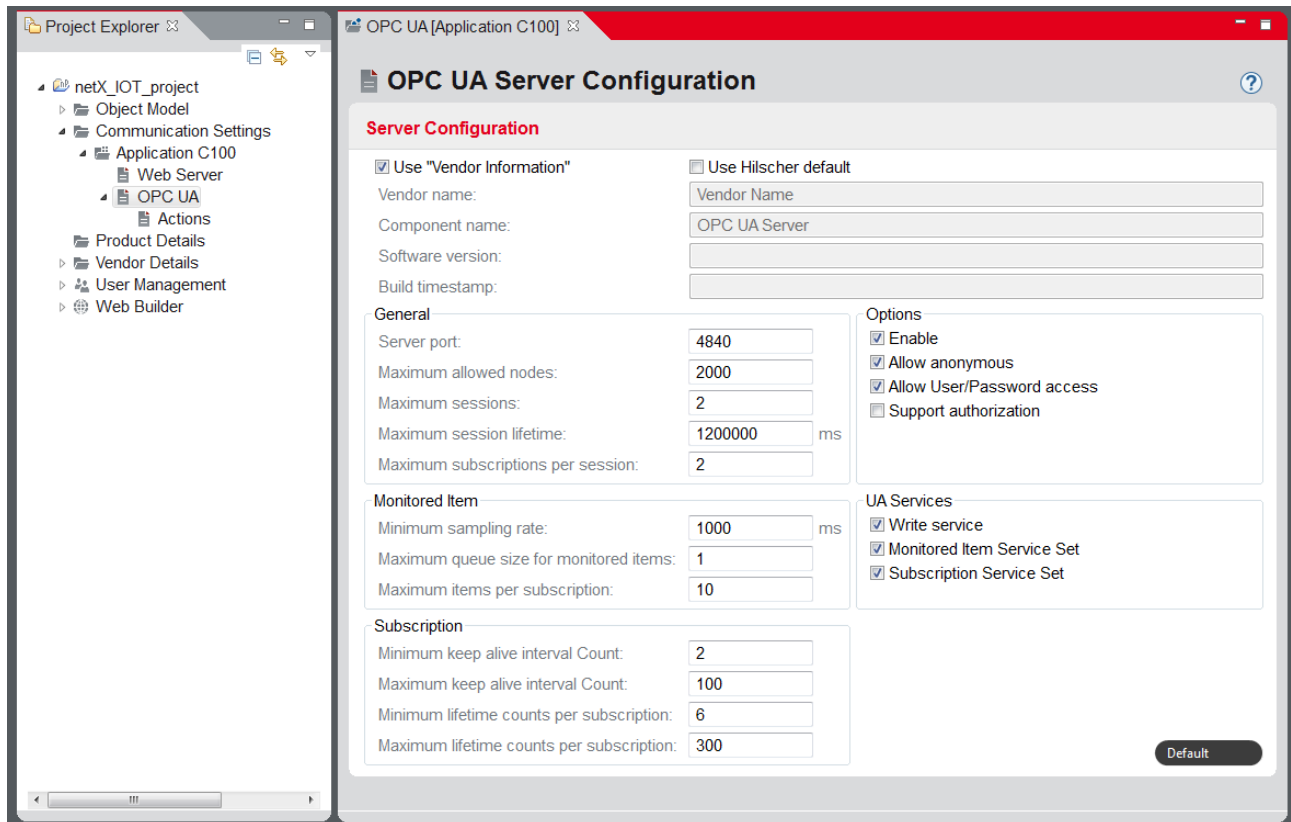 Project Explorer
netX_IOT_project
Object Model
Communication Settings
Application C100
Web Server
OPC UA
Actions
Product Details
Vendor Details
User Management
Web Builder
OPC UA [Application C100]
OPC UA Server Configuration
?
Server Configuration
Use "Vendor Information" Use Hilscher default
Vendor name: Vendor Name
Component name: OPC UA Server
Software version:
Build timestamp:
General
Server port: 4840
Maximum allowed nodes: 2000
Maximum sessions: 2
Maximum session lifetime: 1200000 ms
Maximum subscriptions per session: 2
Options
Enable
Allow anonymous
Allow User/Password access
Support authorization
Monitored Item
Minimum sampling rate: 1000 ms
Maximum queue size for monitored items: 1
Maximum items per subscription: 10
UA Services
Write service
Monitored Item Service Set
Subscription Service Set
Subscription
Minimum keep alive interval Count: 2
Maximum keep alive interval Count: 100
Minimum lifetime counts per subscription: 6
Maximum lifetime counts per subscription: 300
Default